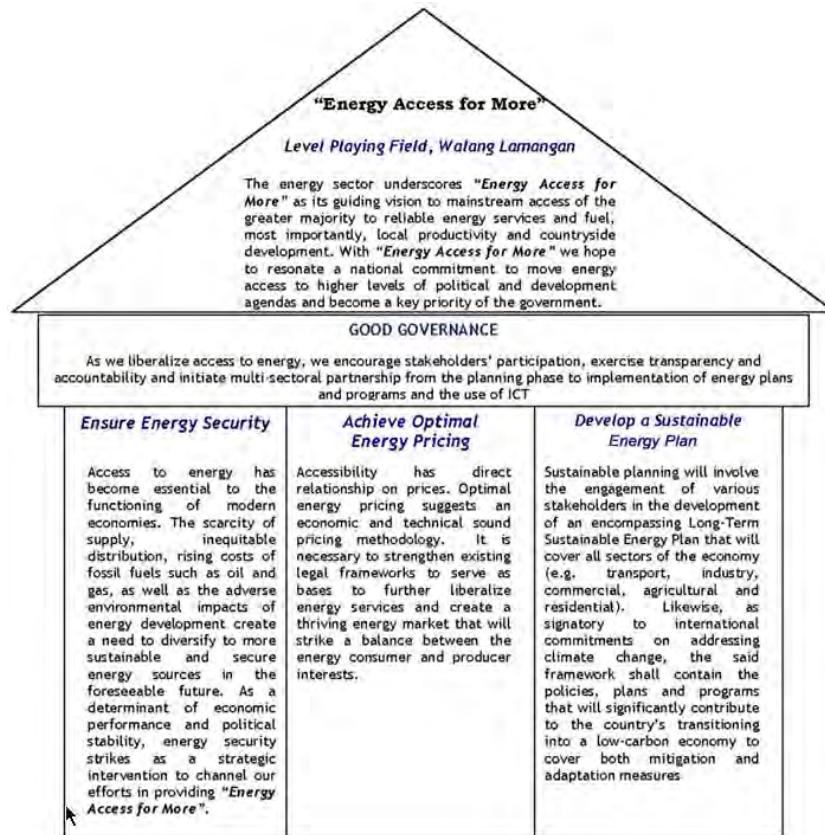 “Energy Access for More”
Level Playing Field, Walang Lamangan
The energy sector underscores “Energy Access for
More” as its guiding vision to mainstream access of the
greater majority to reliable energy services and fuel,
most importantly, local productivity and countryside
development. With “Energy Access for More” we hope
to resonate a national commitment to move energy
access to higher levels of political and development
agendas and become a key priority of the government.
GOOD GOVERNANCE
As we liberalize access to energy, we encourage stakeholders’ participation, exercise transparency and
accountability and initiate multi-sectoral partnership from the planning phase to implementation of energy plans
and programs and the use of ICT
Ensure Energy Security
Access to energy has
become essential to the
functioning of modern
economies. The scarcity of
supply, inequitable
distribution, rising costs of
fossil fuels such as oil and
gas, as well as the adverse
environmental impacts of
energy development create
a need to diversify to more
sustainable and secure
energy sources in the
foreseeable future. As a
determinant of economic
performance and political
stability, energy security
strikes as a strategic
intervention to channel our
efforts in providing “Energy
Access for More”.
Achieve Optimal
Energy Pricing
Accessibility has direct
relationship on prices. Optimal
energy pricing suggests an
economic and technical sound
pricing methodology. It is
necessary to strengthen existing
legal frameworks to serve as
bases to further liberalize
energy services and create a
thriving energy market that will
strike a balance between the
energy consumer and producer
interests.
Develop a Sustainable
Energy Plan
Sustainable planning will involve
the engagement of various
stakeholders in the development
of an encompassing Long-Term
Sustainable Energy Plan that will
cover all sectors of the economy
(e.g. transport, industry,
commercial, agricultural and
residential). Likewise, as
signatory to international
commitments on addressing
climate change, the said
framework shall contain the
policies, plans and programs
that will significantly contribute
to the country’s transitioning
into a low-carbon economy to
cover both mitigation and
adaptation measures